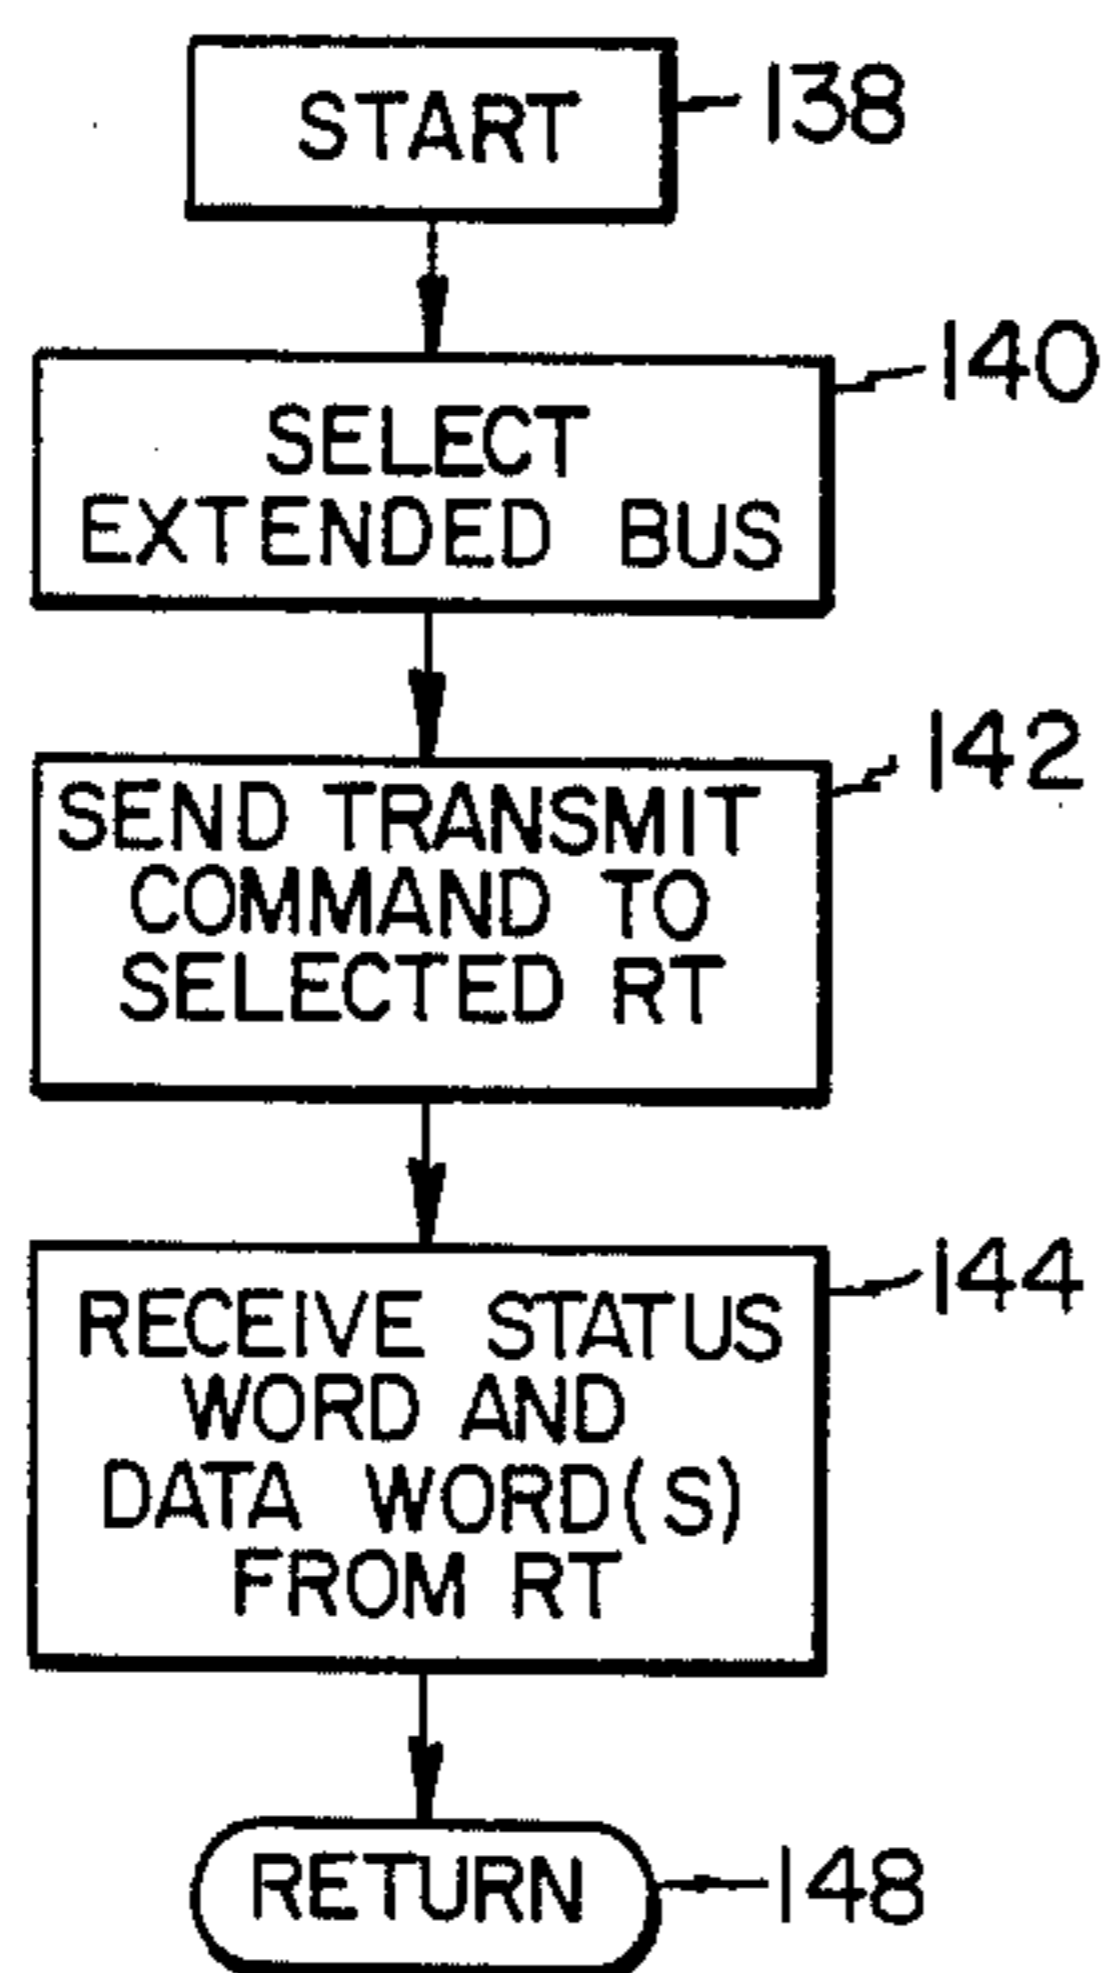 START
138
SELECT
EXTENDED BUS
140
SEND TRANSMIT
COMMAND TO
SELECTED RT
142
RECEIVE STATUS
WORD AND
DATA WORD(S)
FROM RT
144
RETURN
148